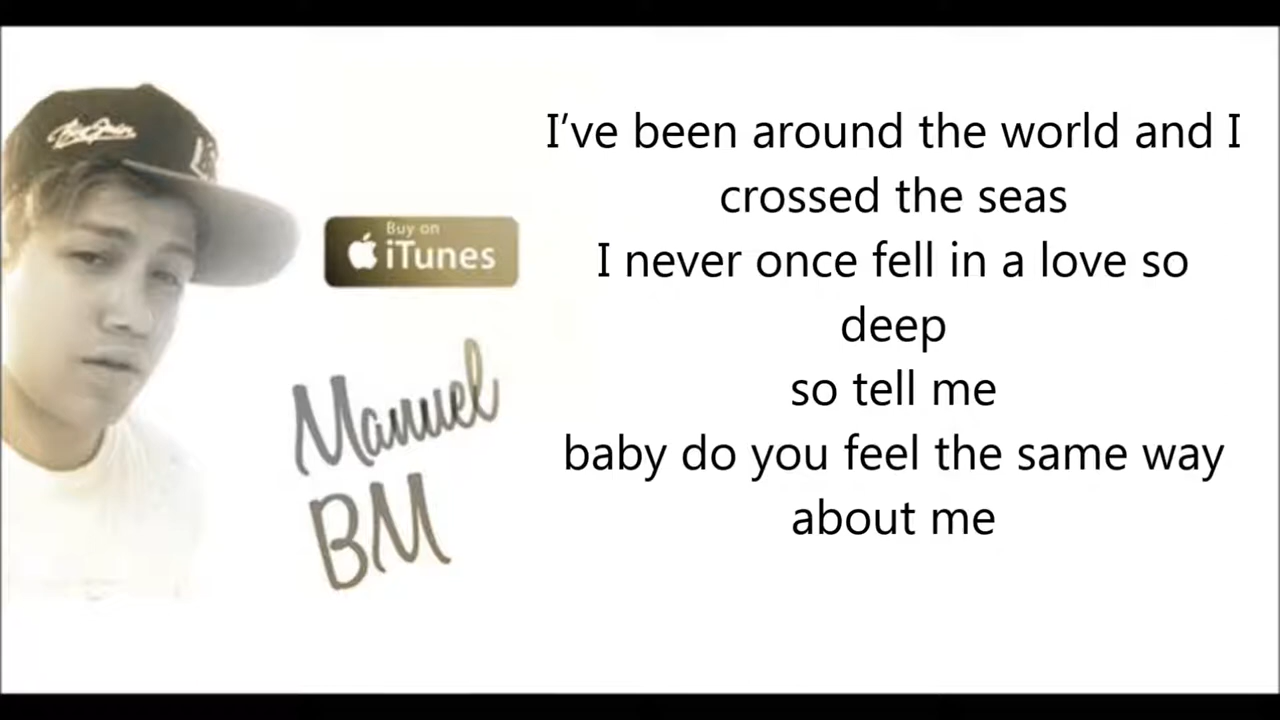 I've been around the world and I
crossed the seas
I never once fell in a love so
deep
so tell me
baby do you feel the same way
about me
Buy on
iTunes
Manuel
BM